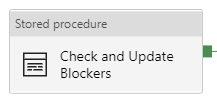 Stored procedure
Check and Update
Blockers